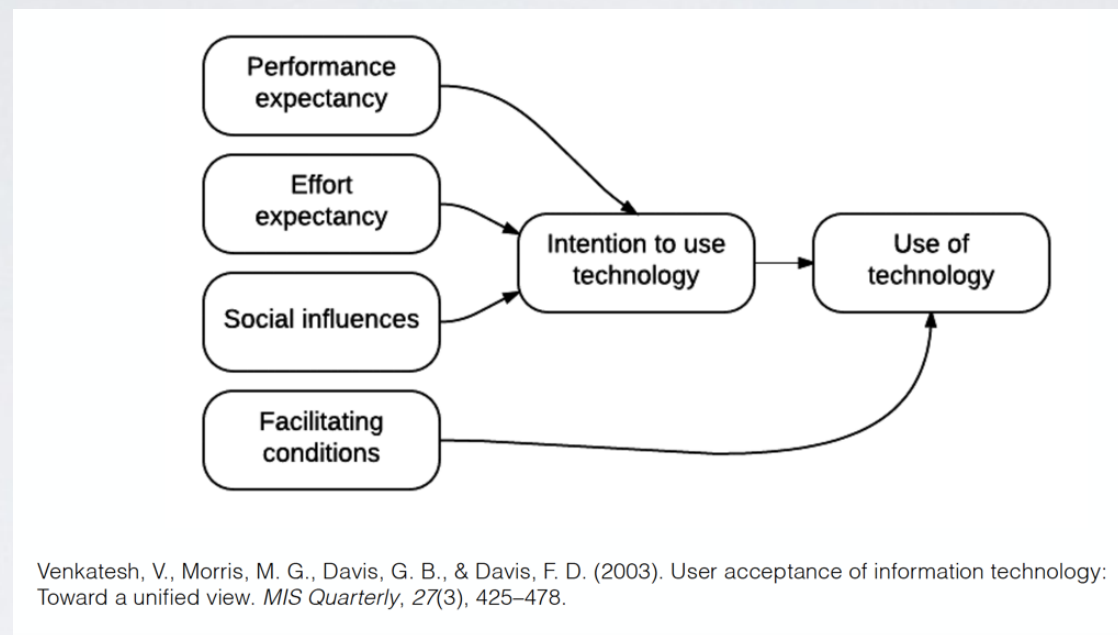 Performance
expectancy
Effort
expectancy
Social influences
Facilitating
conditions
Intention to use
technology
Use of
technology
Venkatesh, V., Morris, M. G., Davis, G. B., & Davis, F. D. (2003). User acceptance of information technology:
Toward a unified view. MIS Quarterly, 27(3), 425–478.